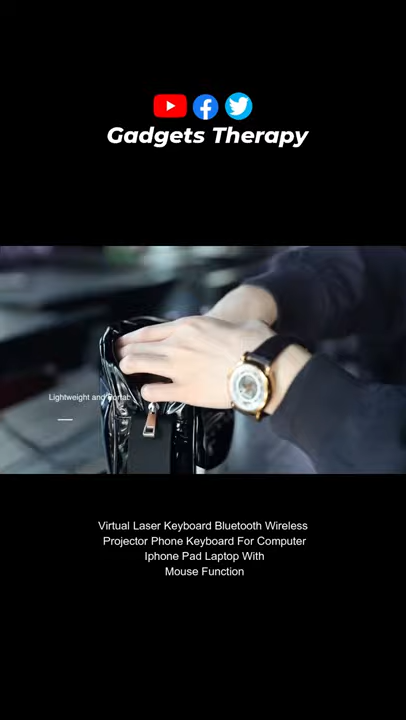 Gadgets Therapy
Lightweight and Portat
Virtual Laser Keyboard Bluetooth Wireless
Projector Phone Keyboard For Computer
Iphone Pad Laptop With
Mouse Function